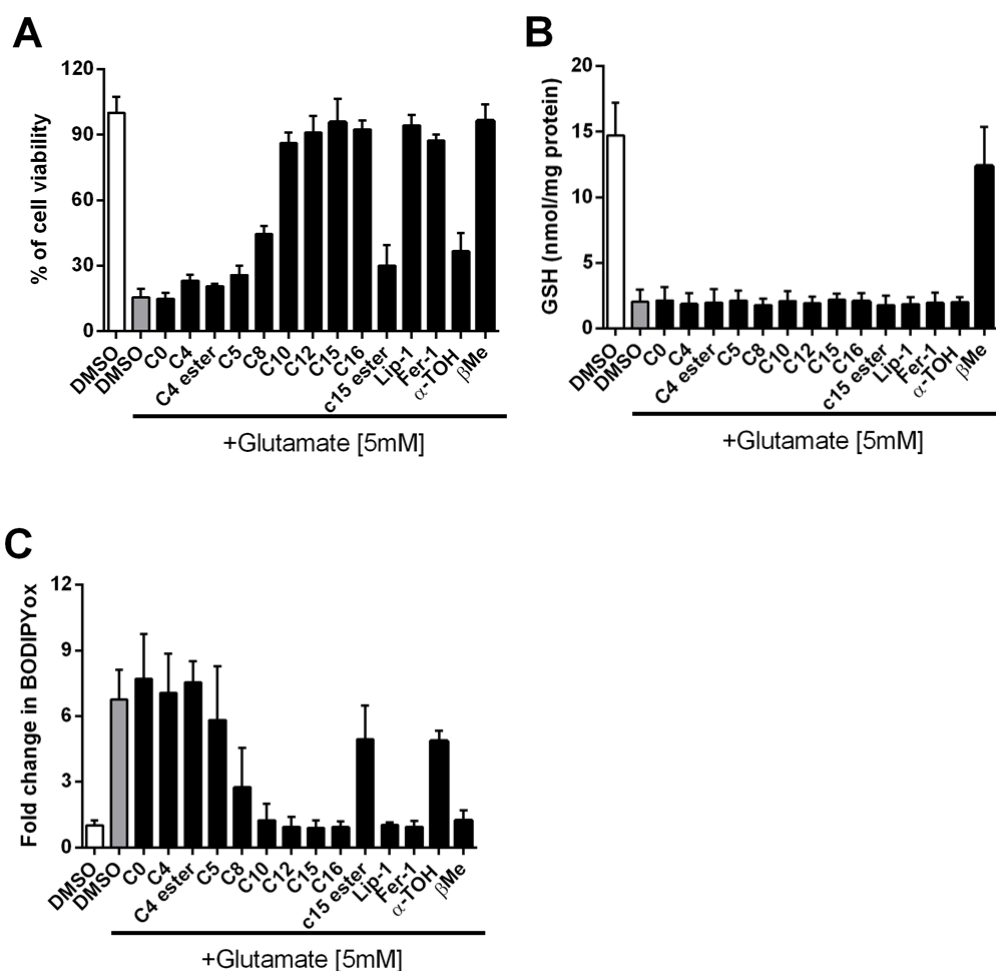 A
% of cell viability
120
90
60
30
0
DMSO
DMSO
C0
C4
C4 ester
C5
C8
C10
C12
C15
C16
c15 ester
Lip-1
Fer-1
α-TOH
βMe
+Glutamate [5mM]
B
GSH (nmol/mg protein)
20
15
10
5
0
DMSO
DMSO
C0
C4
C4 ester
C5
C8
C10
C12
C15
C16
c15 ester
Lip-1
Fer-1
α-TOH
βMe
+Glutamate [5mM]
C
Fold change in BODIPYox
12
9
6
3
0
DMSO
DMSO
C0
C4
C4 ester
C5
C8
C10
C12
C15
C16
c15 ester
Lip-1
Fer-1
α-TOH
βMe
+Glutamate [5mM]